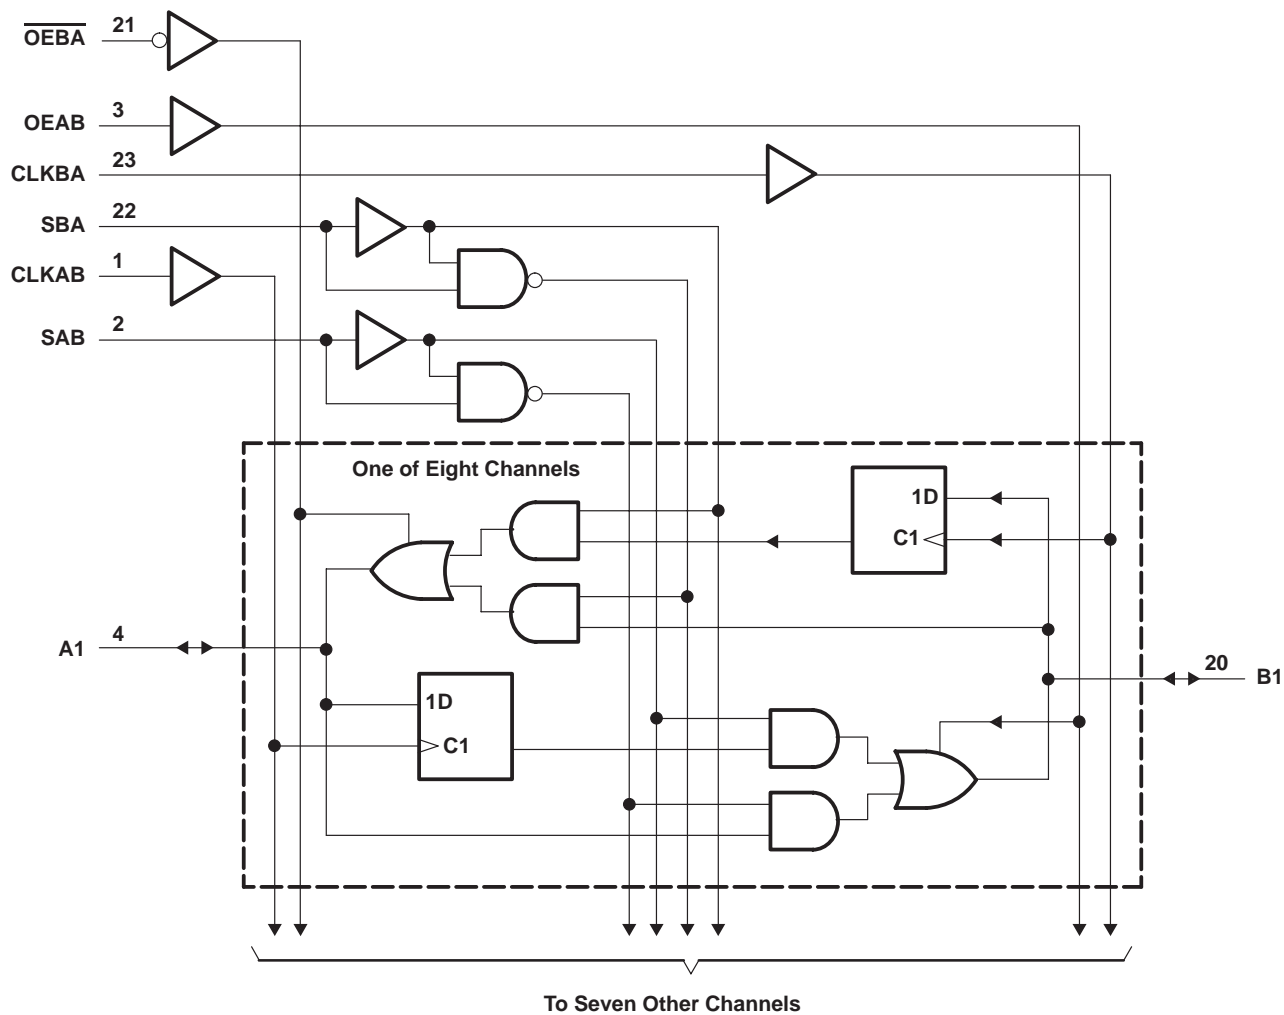 OEBA 21
OEAB 3
CLKBA 23
SBA 22
CLKAB 1
SAB 2
One of Eight Channels
1D
C1
A1 4
20 B1
1D
C1
To Seven Other Channels